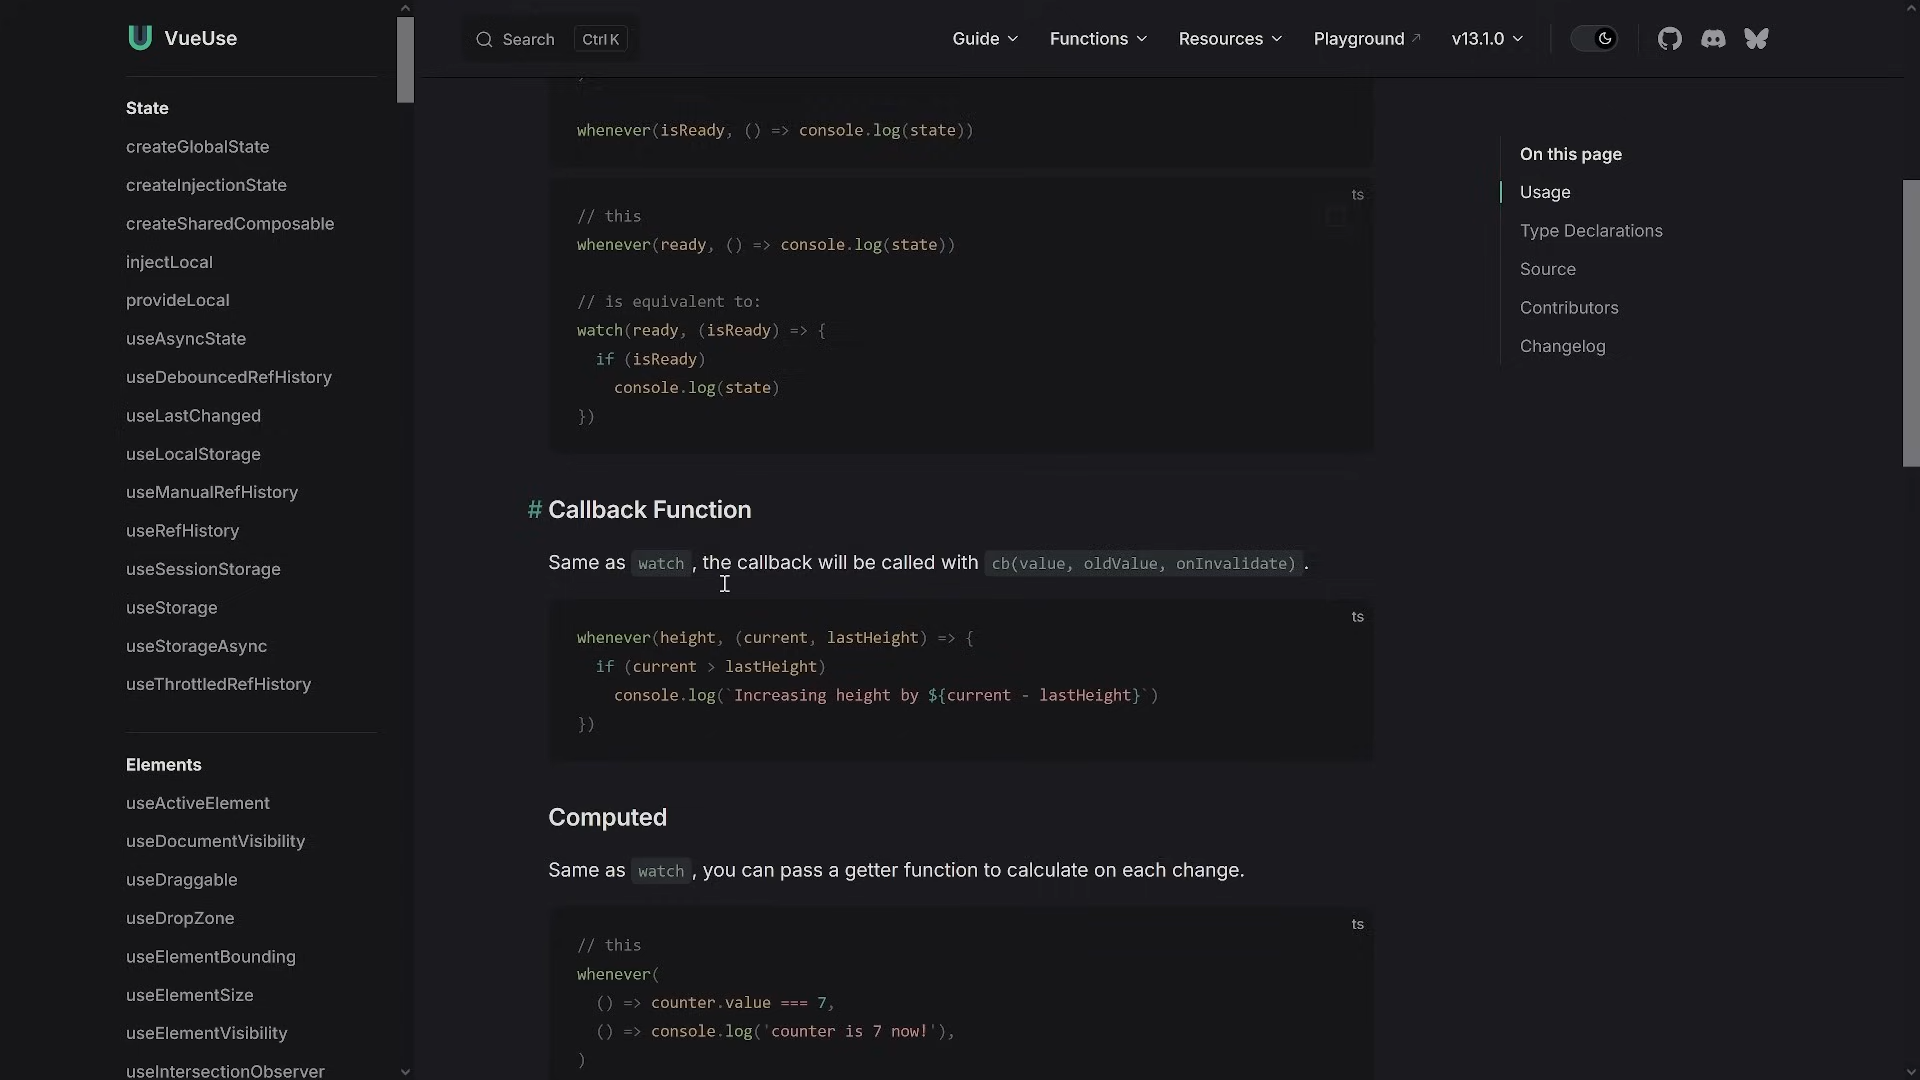 VueUse
Search
Ctrl K
Guide
Functions
Resources
Playground
v13.1.0
State
createGlobalState
createInjectionState
createSharedComposable
injectLocal
provideLocal
useAsyncState
useDebouncedRefHistory
useLastChanged
useLocalStorage
useManualRefHistory
useRefHistory
useSessionStorage
useStorage
useStorageAsync
useThrottledRefHistory
Elements
useActiveElement
useDocumentVisibility
useDraggable
useDropZone
useElementBounding
useElementSize
useElementVisibility
useIntersectionObserver
whenever(isReady, () => console.log(state))
ts
// this
whenever(ready, () => console.log(state))
// is equivalent to:
watch(ready, (isReady) => {
if (isReady)
console.log(state)
})
# Callback Function
Same as watch, the callback will be called with cb(value, oldValue, onInvalidate).
ts
whenever(height, (current, lastHeight) => {
if (current > lastHeight)
console.log(`Increasing height by ${current - lastHeight}`)
})
Computed
Same as watch, you can pass a getter function to calculate on each change.
ts
// this
whenever(
() => counter.value === 7,
() => console.log('counter is 7 now!'),
)
On this page
Usage
Type Declarations
Source
Contributors
Changelog